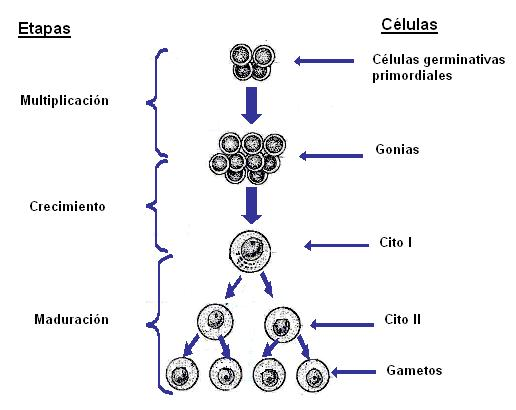 Etapas
Células
Células germinativas
primordiales
Multiplicación
Gonias
Crecimiento
Cito I
Maduración
Cito II
Gametos